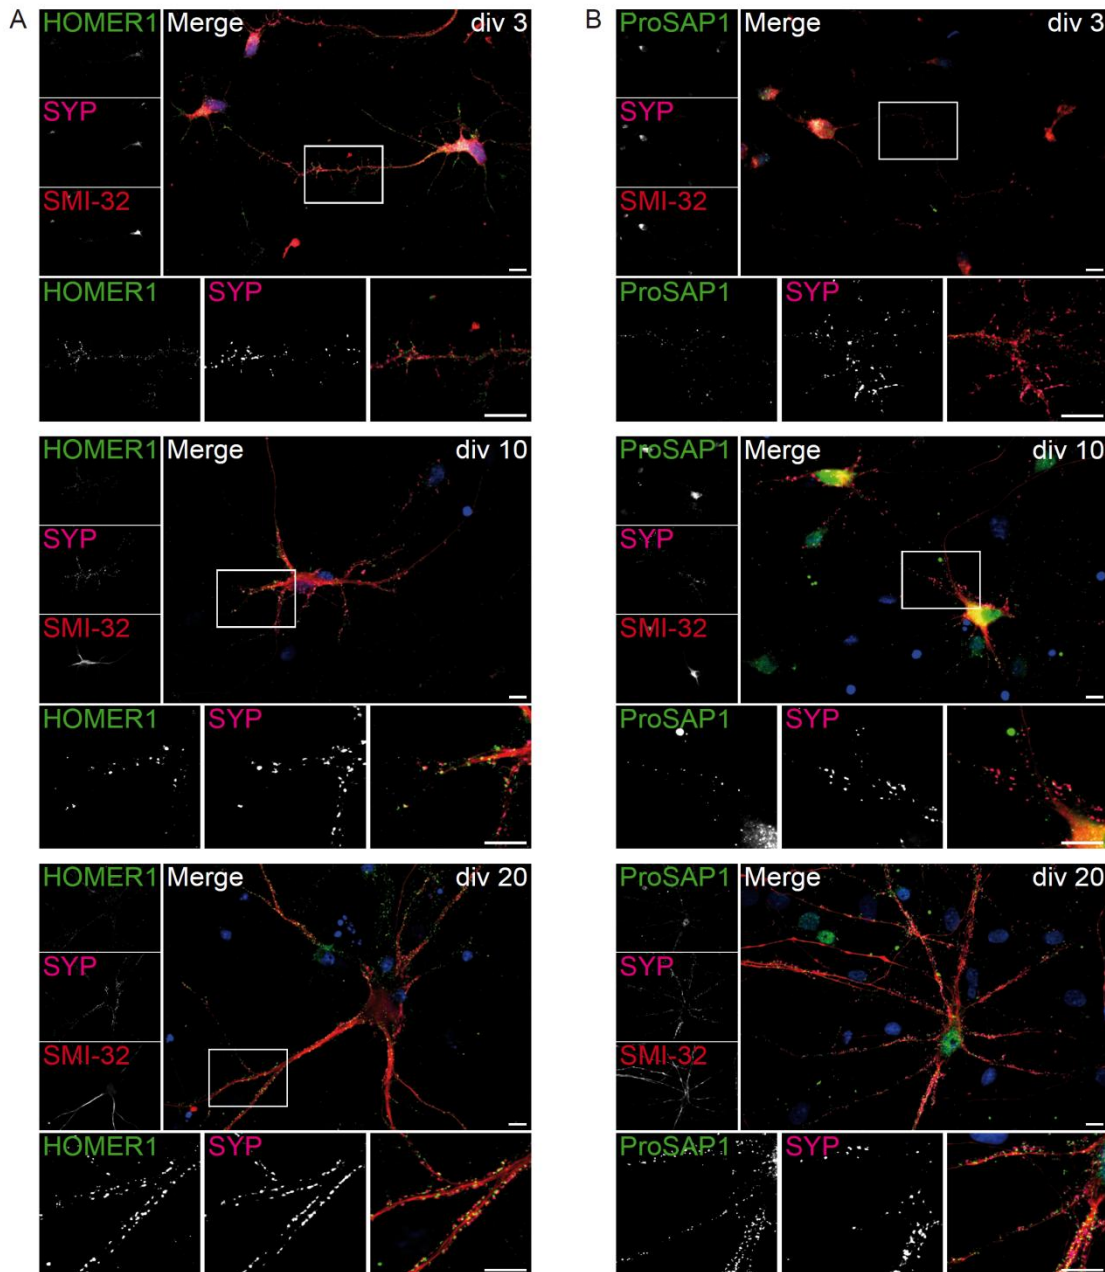 A
HOMER1 Merge div 3
SYP
SMI-32
HOMER1 SYP
HOMER1 Merge div 10
SYP
SMI-32
HOMER1 SYP
HOMER1 Merge div 20
SYP
SMI-32
HOMER1 SYP
B
ProSAP1 Merge div 3
SYP
SMI-32
ProSAP1 SYP
ProSAP1 Merge div 10
SYP
SMI-32
ProSAP1 SYP
ProSAP1 Merge div 20
SYP
SMI-32
ProSAP1 SYP